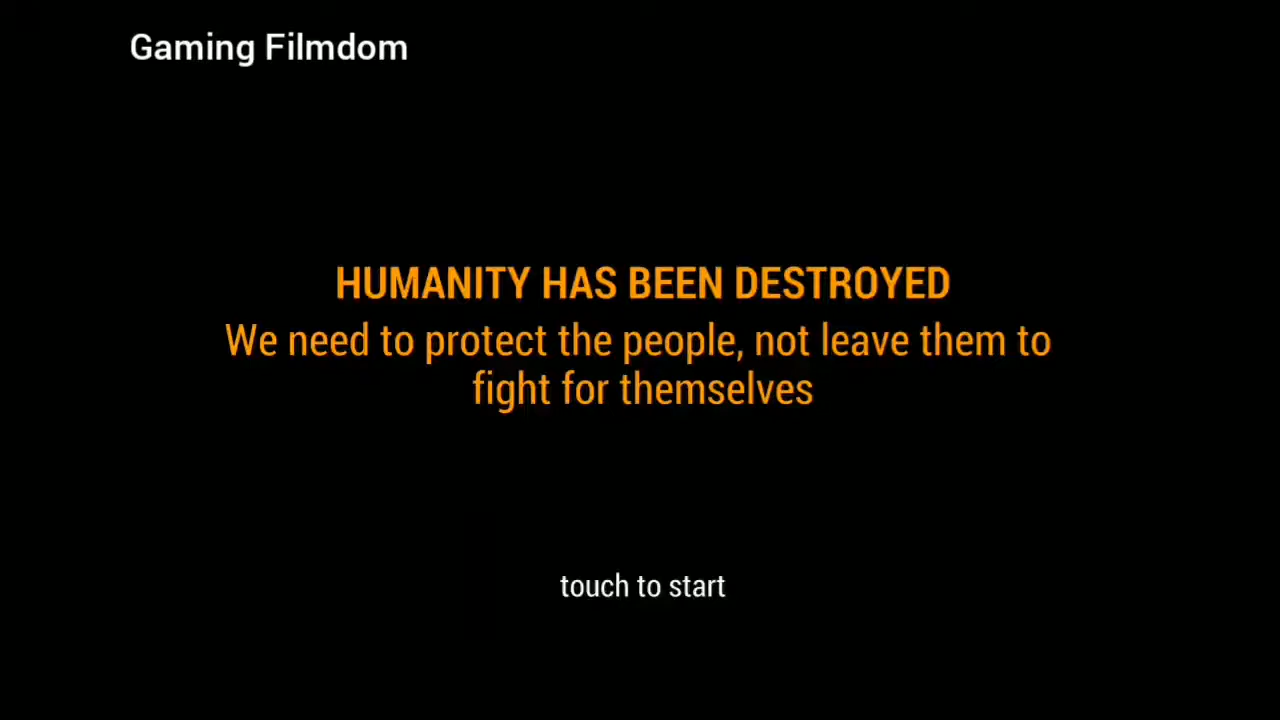 Gaming Filmdom
HUMANITY HAS BEEN DESTROYED
We need to protect the people, not leave them to
fight for themselves
touch to start